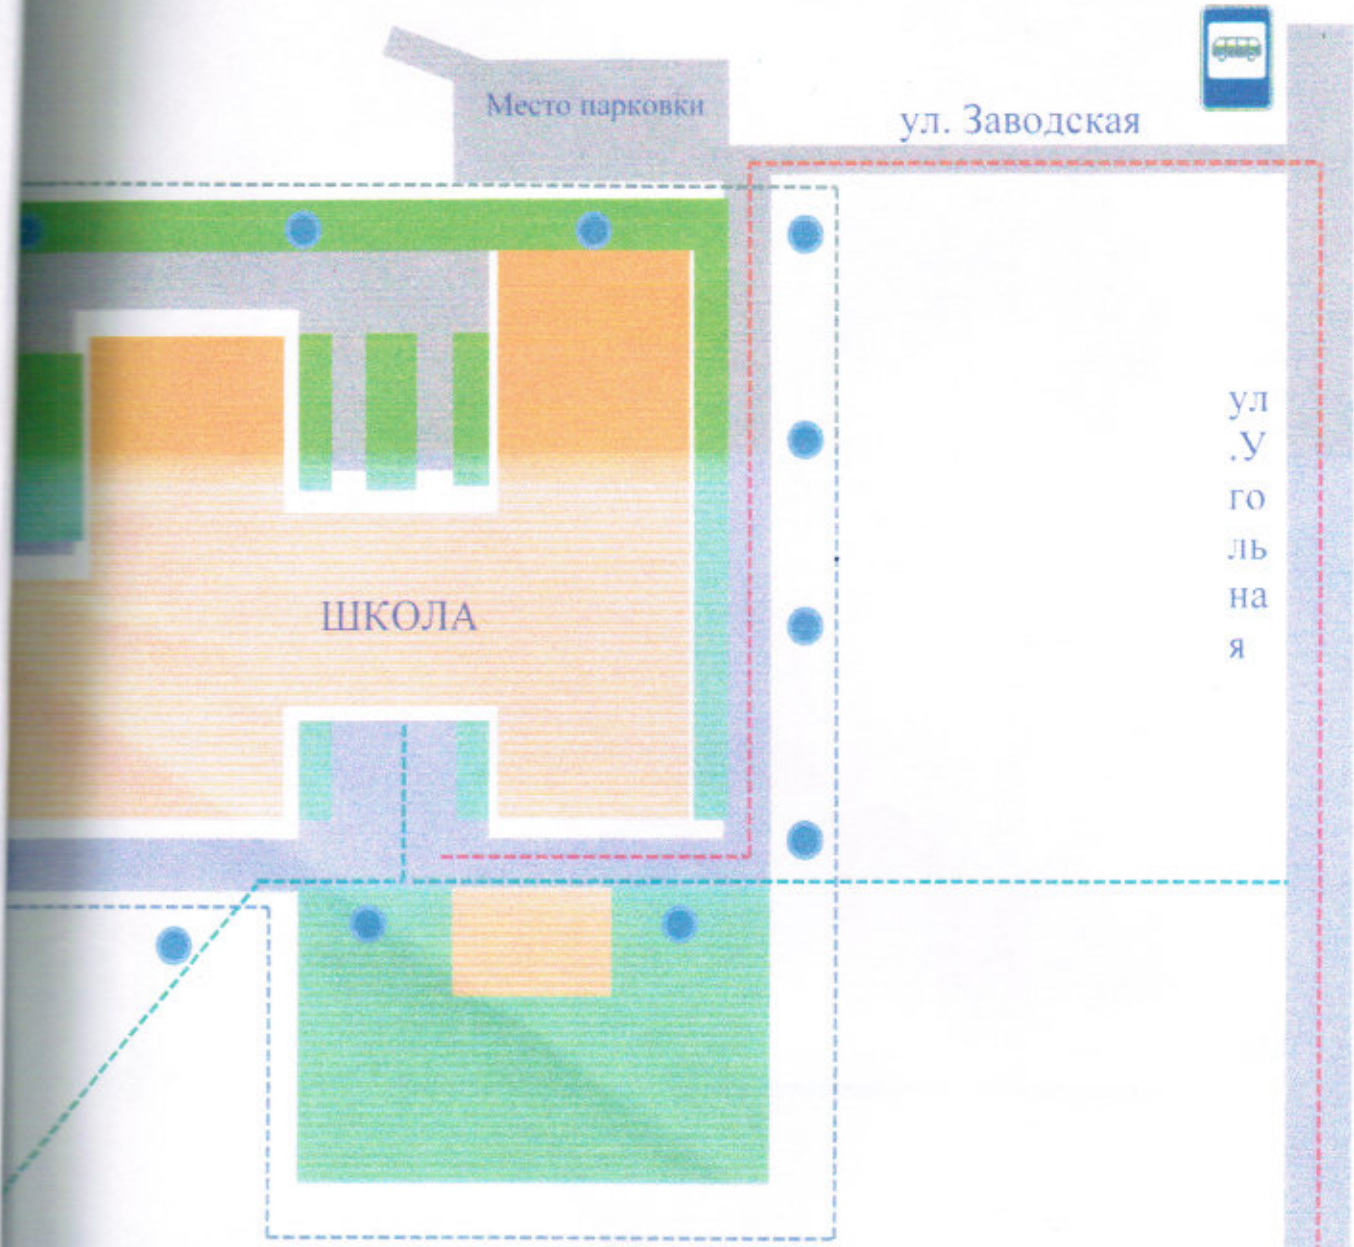 Место парковки
ул. Заводская
ул
.У
го
ль
на
я
ШКОЛА